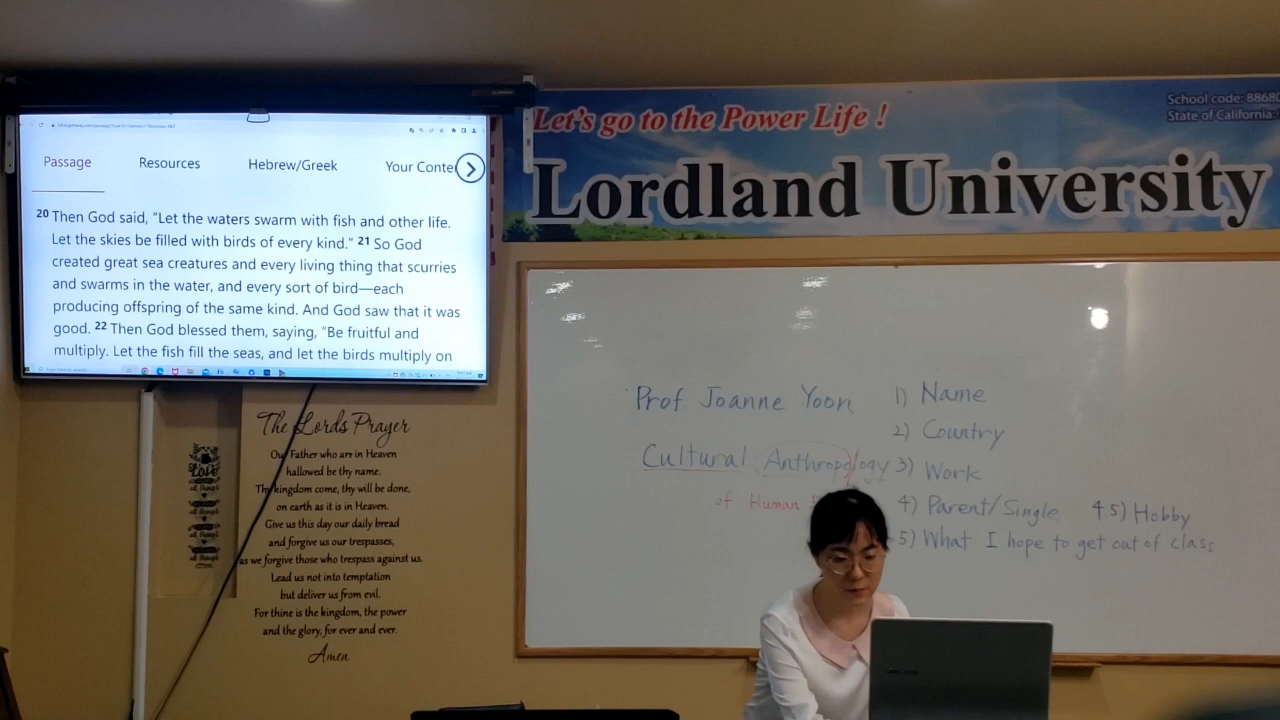 Passage Resources Hebrew/Greek Your Conte
20 Then God said, “Let the waters swarm with fish and other life.
Let the skies be filled with birds of every kind.” 21 So God
created great sea creatures and every living thing that scurries
and swarms in the water, and every sort of bird—each
producing offspring of the same kind. And God saw that it was
good. 22 Then God blessed them, saying, “Be fruitful and
multiply. Let the fish fill the seas, and let the birds multiply on
Let's go to the Power Life !
School code: 8868
State of California
Lordland University
The Lords Prayer
Our Father who are in Heaven
hallowed be thy name.
Thy kingdom come, thy will be done,
on earth as it is in Heaven.
Give us this day our daily bread
and forgive us our trespasses,
as we forgive those who trespass against us.
Lead us not into temptation
but deliver us from evil.
For thine is the kingdom, the power
and the glory, for ever and ever.
Amen
Love
all things
all things
all things
Prof. Joanne Yoon
Cultural Anthropology
of Human
1) Name
2) Country
3) Work
4) Parent/Single 4.5) Hobby
5) What I hope to get out of class